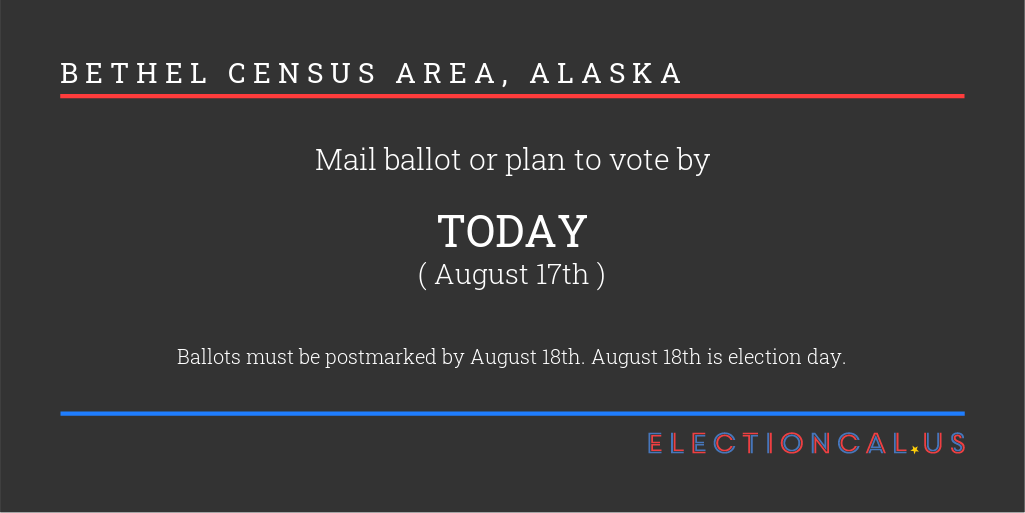 BETHEL CENSUS AREA, ALASKA
Mail ballot or plan to vote by
TODAY
( August 17th )
Ballots must be postmarked by August 18th. August 18th is election day.
ELECTIONCAL.US